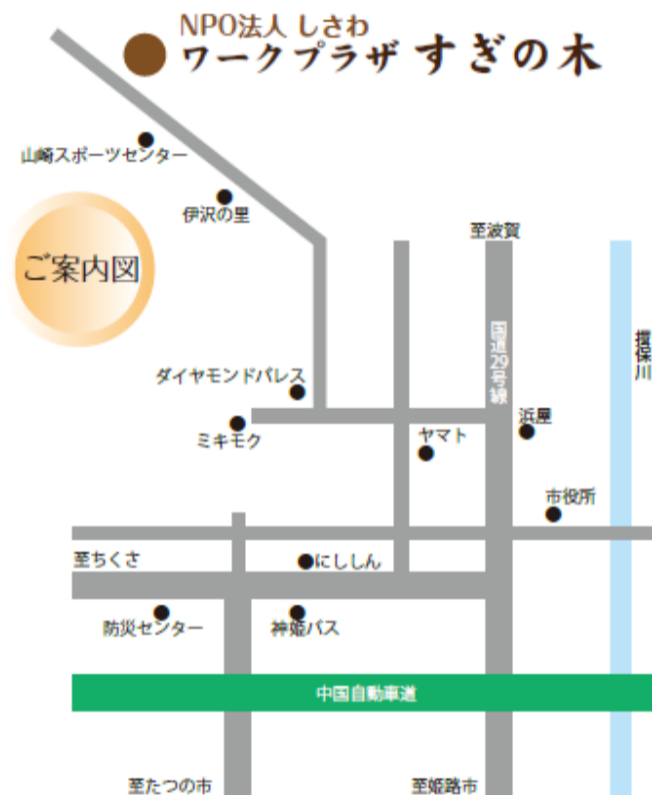 NPO法人 しさわ
ワークプラザ すぎの木
山崎スポーツセンター
伊沢の里
ご案内図
至波賀
国道29号線
揖保川
ダイヤモンドパレス
ミキモク
ヤマト
浜屋
市役所
至ちくさ
にししん
防災センター
神姫バス
中国自動車道
至たつの市
至姫路市